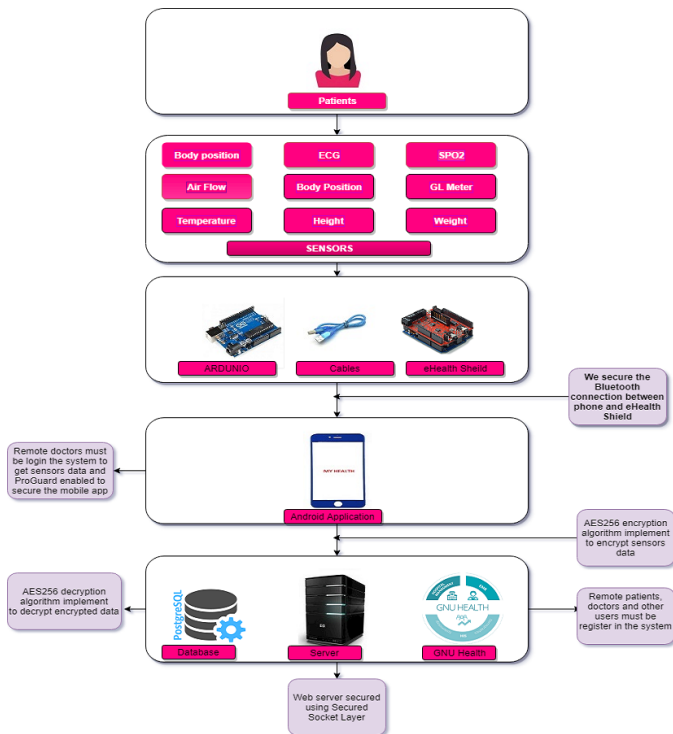 Patients
Body position
ECG
SPO2
Air Flow
Body Position
GL Meter
Temperature
Height
Weight
SENSORS
ARDUNIO
Cables
eHealth Sheild
We secure the
Bluetooth
connection between
phone and eHealth
Shield
Remote doctors must
be login the system to
get sensors data and
ProGuard enabled to
secure the mobile app
MY HEALTH
Android Application
AES256 encryption
algorithm implement
to encrypt sensors
data
AES256 decryption
algorithm implement
to decrypt encrypted data
PostgreSQL
Database
Server
GNU HEALTH
GNU Health
Remote patients,
doctors and other
users must be
register in the system
Web server secured
using Secured
Socket Layer